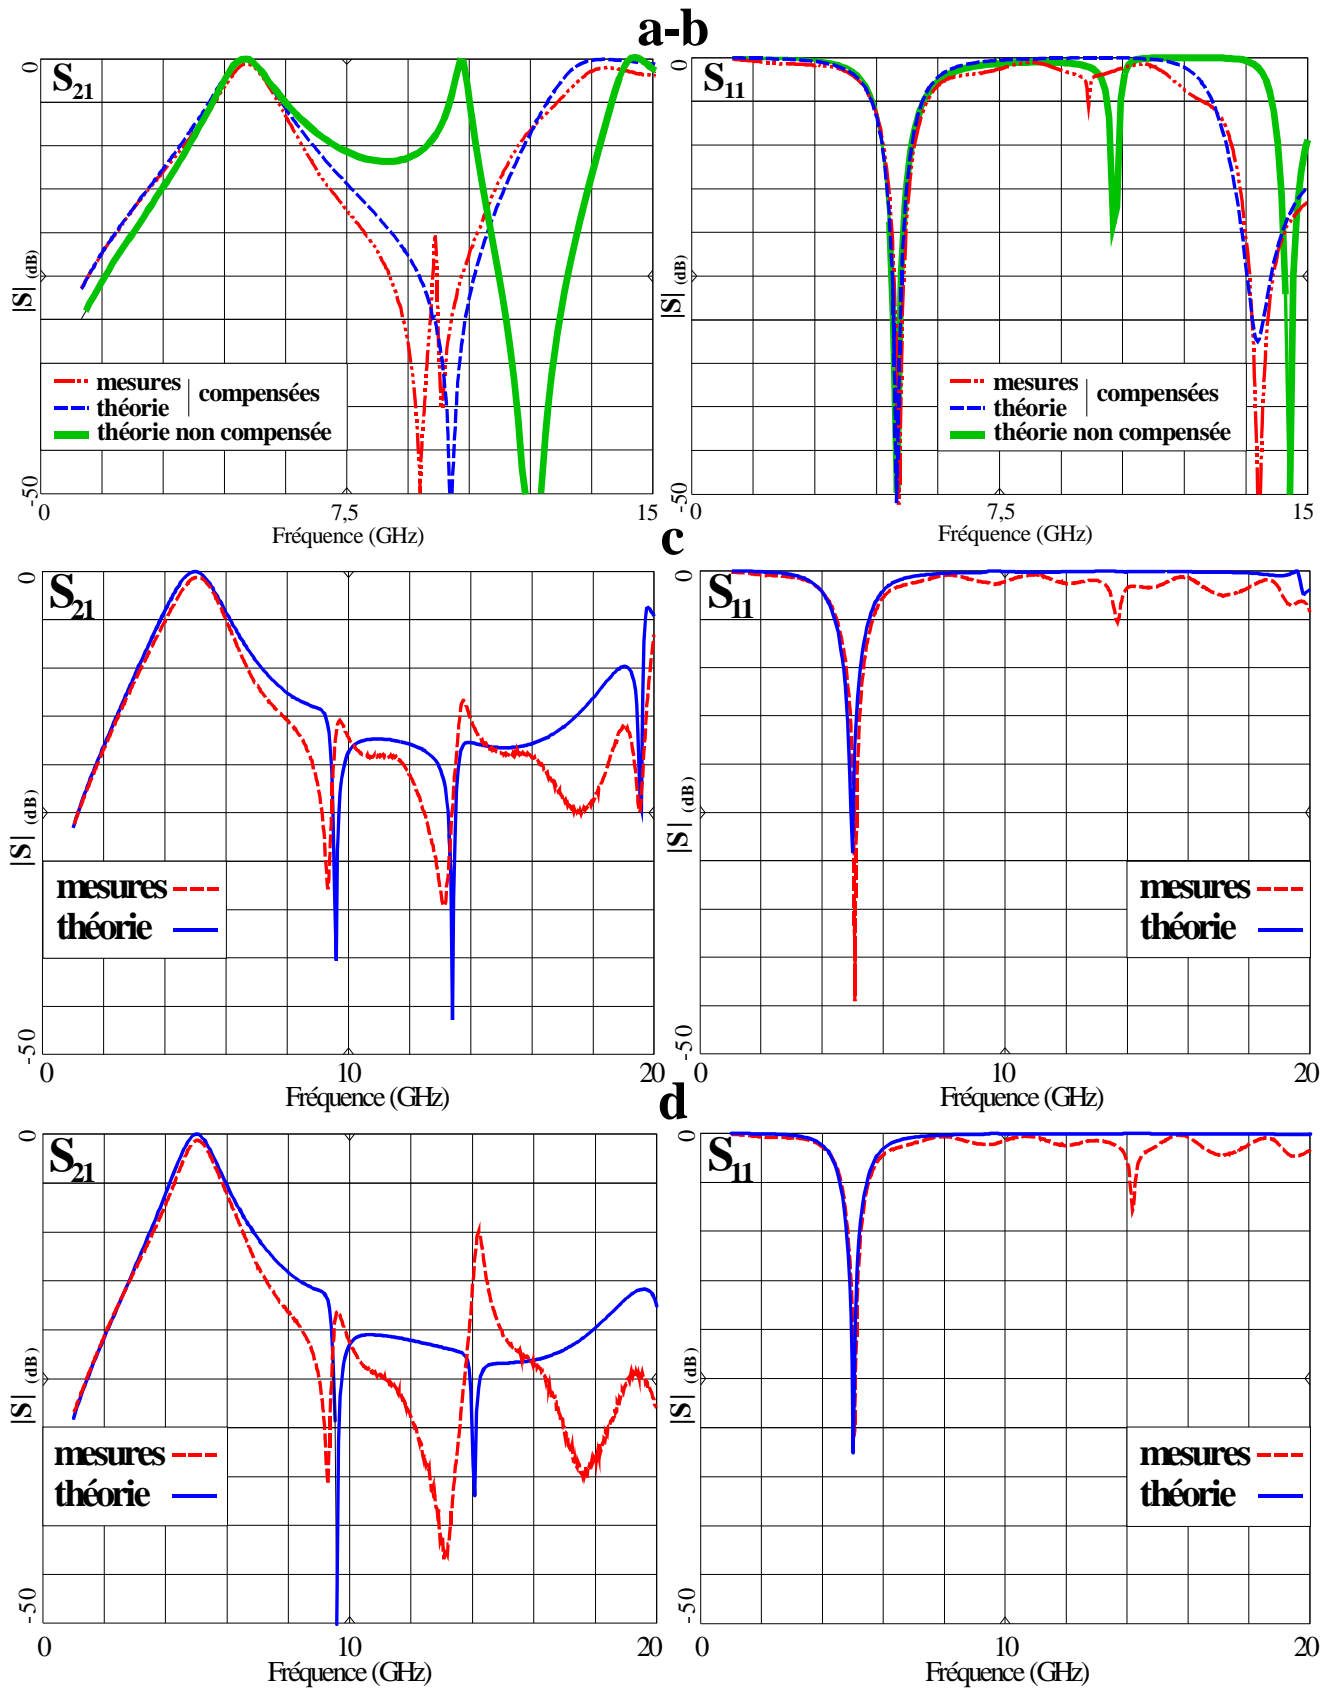 a-b
S21
0
|S| (dB)
-50
mesures
théorie
compensées
théorie non compensée
0
7,5
15
Fréquence (GHz)
S11
0
|S| (dB)
-50
mesures
théorie
compensées
théorie non compensée
0
7,5
15
Fréquence (GHz)
c
S21
0
|S| (dB)
-50
mesures
théorie
0
10
20
Fréquence (GHz)
S11
0
|S| (dB)
-50
mesures
théorie
0
10
20
Fréquence (GHz)
d
S21
0
|S| (dB)
-50
mesures
théorie
0
10
20
Fréquence (GHz)
S11
0
|S| (dB)
-50
mesures
théorie
0
10
20
Fréquence (GHz)